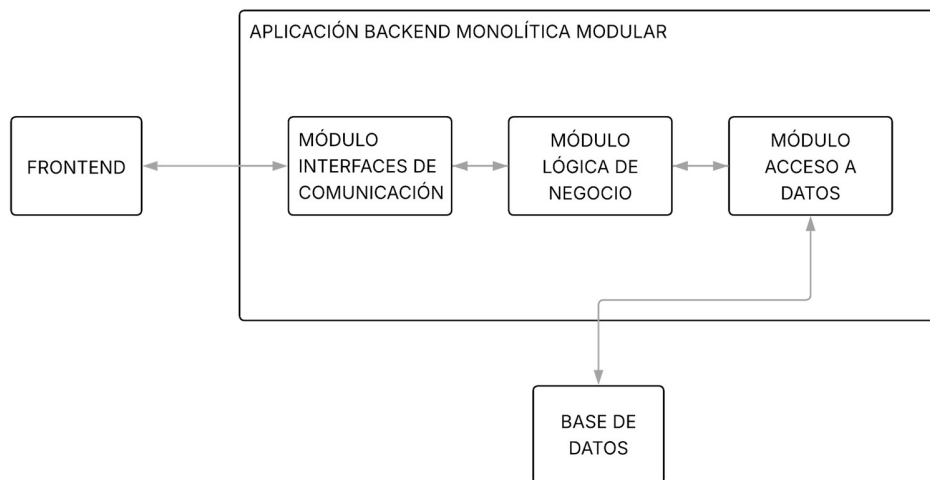 APLICACIÓN BACKEND MONOLÍTICA MODULAR
FRONTEND
MÓDULO
INTERFACES DE
COMUNICACIÓN
MÓDULO
LÓGICA DE
NEGOCIO
MÓDULO
ACCESO A
DATOS
BASE DE
DATOS